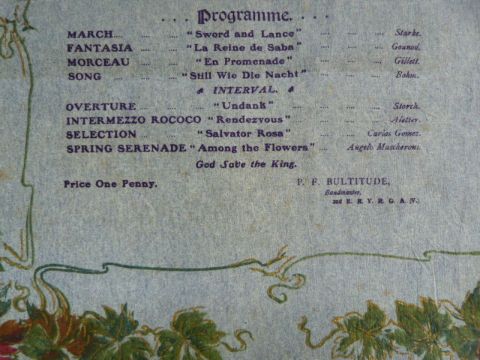 ... Programme. ...
MARCH ... ... "Sword and Lance" ... ... Starke.
FANTASIA ... "La Reine de Saba" ... ... Gounod.
MORCEAU ... ... "En Promenade" ... ... Gillett.
SONG ... ... "Still Wie Die Nacht" ... ... Bohm.
INTERVAL.
OVERTURE ... ... "Undank" ... ... ... Storch.
INTERMEZZO ROCOCO "Rendezvous" ... ... Aletter.
SELECTION ... ... "Salvator Rosa" ... ... Carlos Gomez.
SPRING SERENADE "Among the Flowers" ... Angelo Mascheroni.
God Save the King.
Price One Penny.
P. F. BULTITUDE,
Bandmaster,
2nd E. R. Y. R. G. A. V.